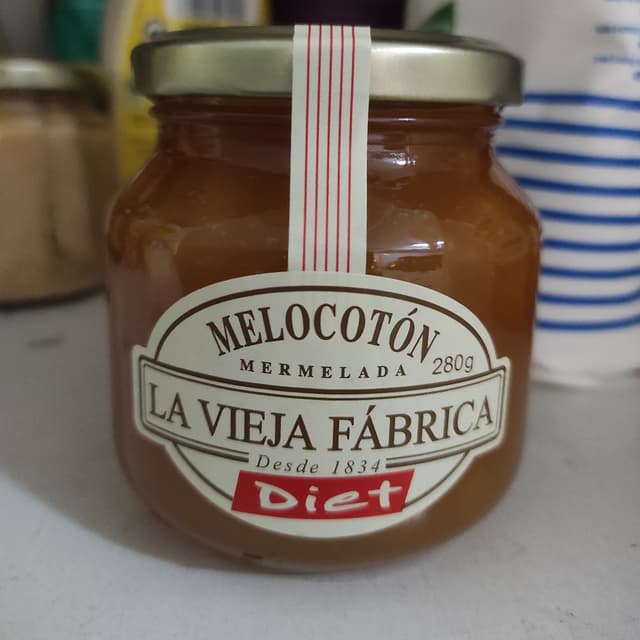 MELOCOTÓN
MERMELADA 280g
LA VIEJA FÁBRICA
Desde 1834
Diet